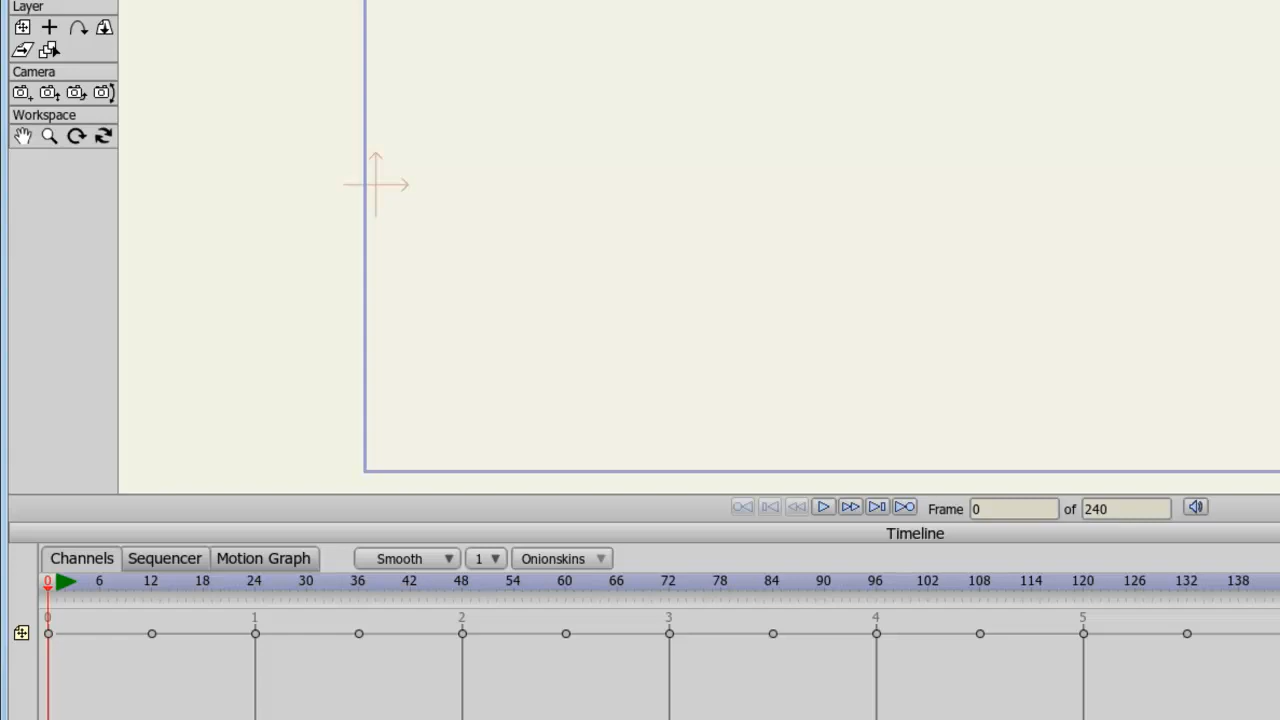 Layer
Camera
Workspace
Frame 0 of 240
Timeline
Channels Sequencer Motion Graph Smooth 1 Onionskins
0 6 12 18 24 30 36 42 48 54 60 66 72 78 84 90 96 102 108 114 120 126 132 138
0 1 2 3 4 5